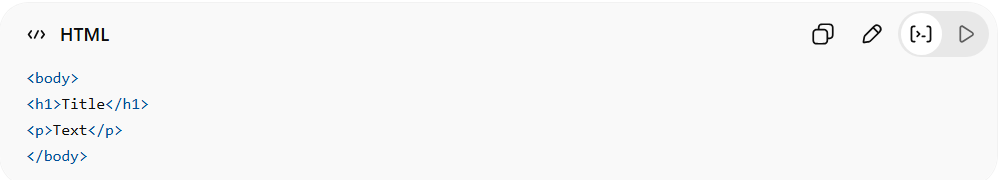 HTML
<body>
<h1>Title</h1>
<p>Text</p>
</body>